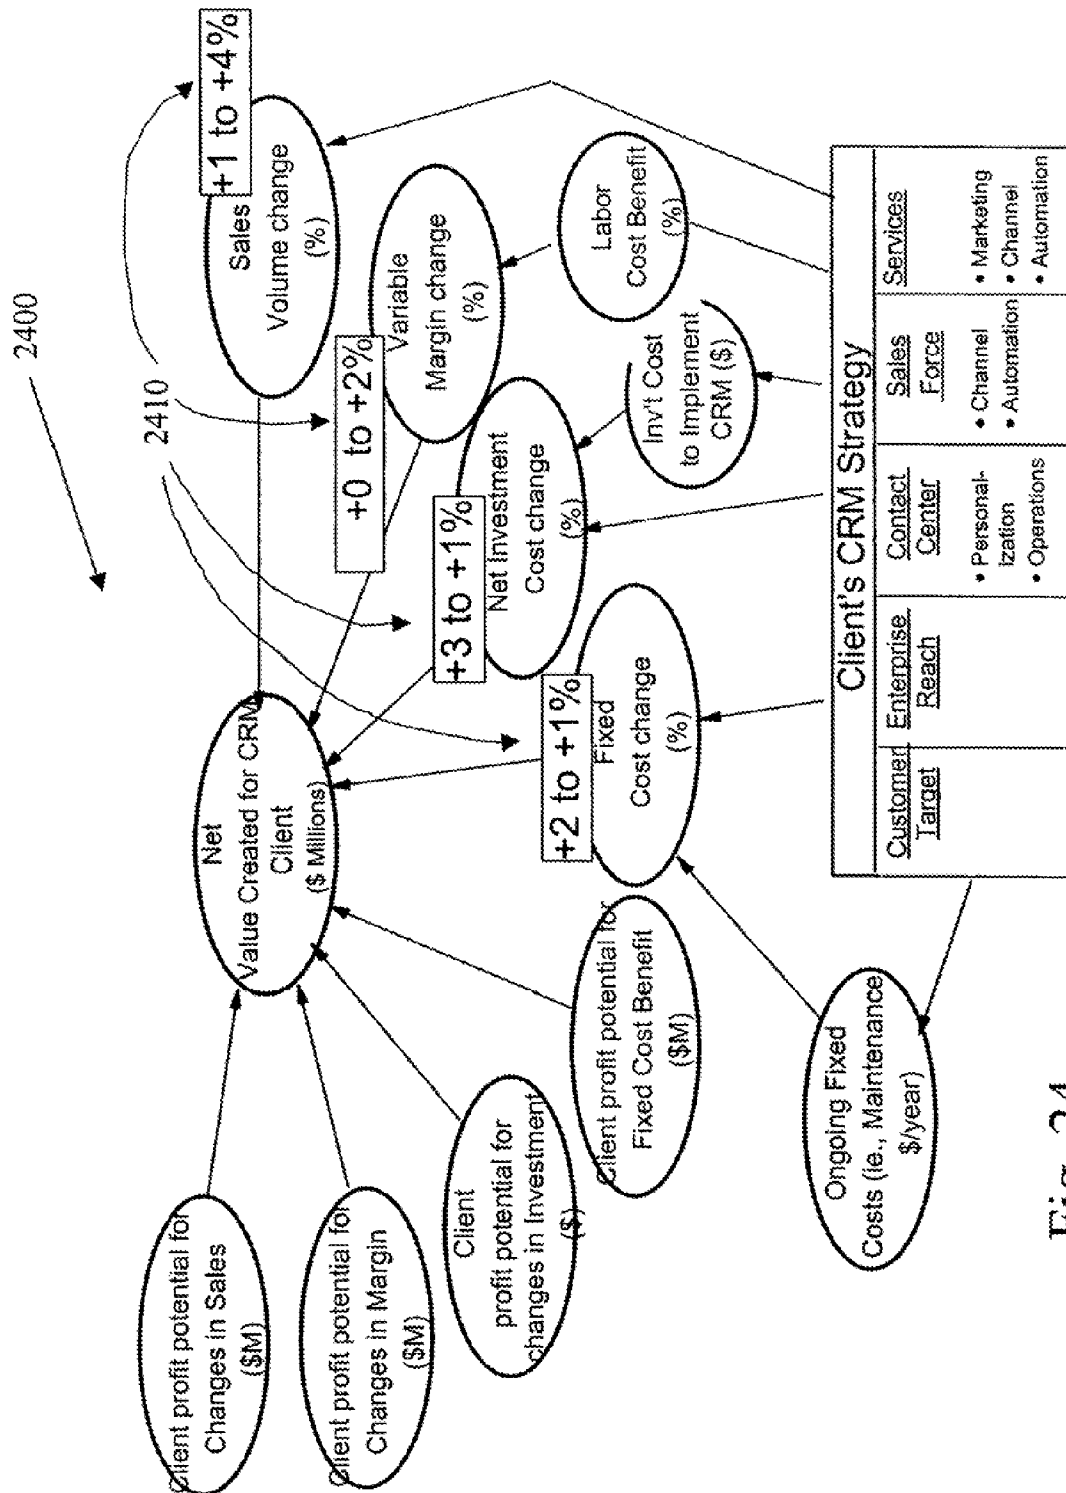 2400
2410
Client profit potential for
Changes in Sales
($M)
Net
Value Created for CRM
Client
($ Millions)
+1 to +4%
Sales
Volume change
(%)
Client profit potential for
Changes in Margin
($M)
+0 to +2%
Variable
Margin change
(%)
Client
profit potential for
changes in Investment
($)
+3 to +1%
Net Investment
Cost change
(%)
Client profit potential for
Fixed Cost Benefit
($M)
+2 to +1%
Fixed
Cost change
(%)
Inv't Cost
to Implement
CRM ($)
Labor
Cost Benefit
(%)
Ongoing Fixed
Costs (ie., Maintenance
$/year)
Client's CRM Strategy
Customer
Target
Enterprise
Reach
Contact
Center
• Personal-
ization
• Operations
Sales
Force
• Channel
• Automation
Services
• Marketing
• Channel
• Automation
Fig. 24